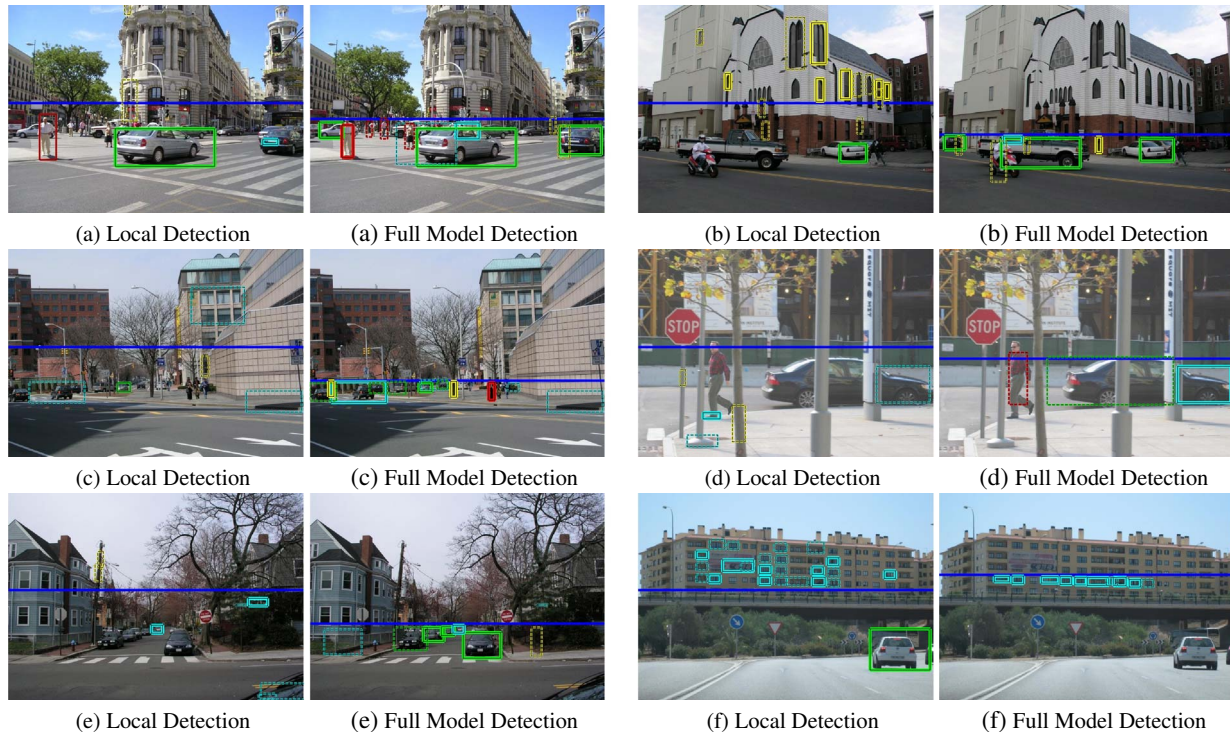 (a) Local Detection
(a) Full Model Detection
(b) Local Detection
(b) Full Model Detection
STOP
STOP
(c) Local Detection
(c) Full Model Detection
(d) Local Detection
(d) Full Model Detection
(e) Local Detection
(e) Full Model Detection
(f) Local Detection
(f) Full Model Detection